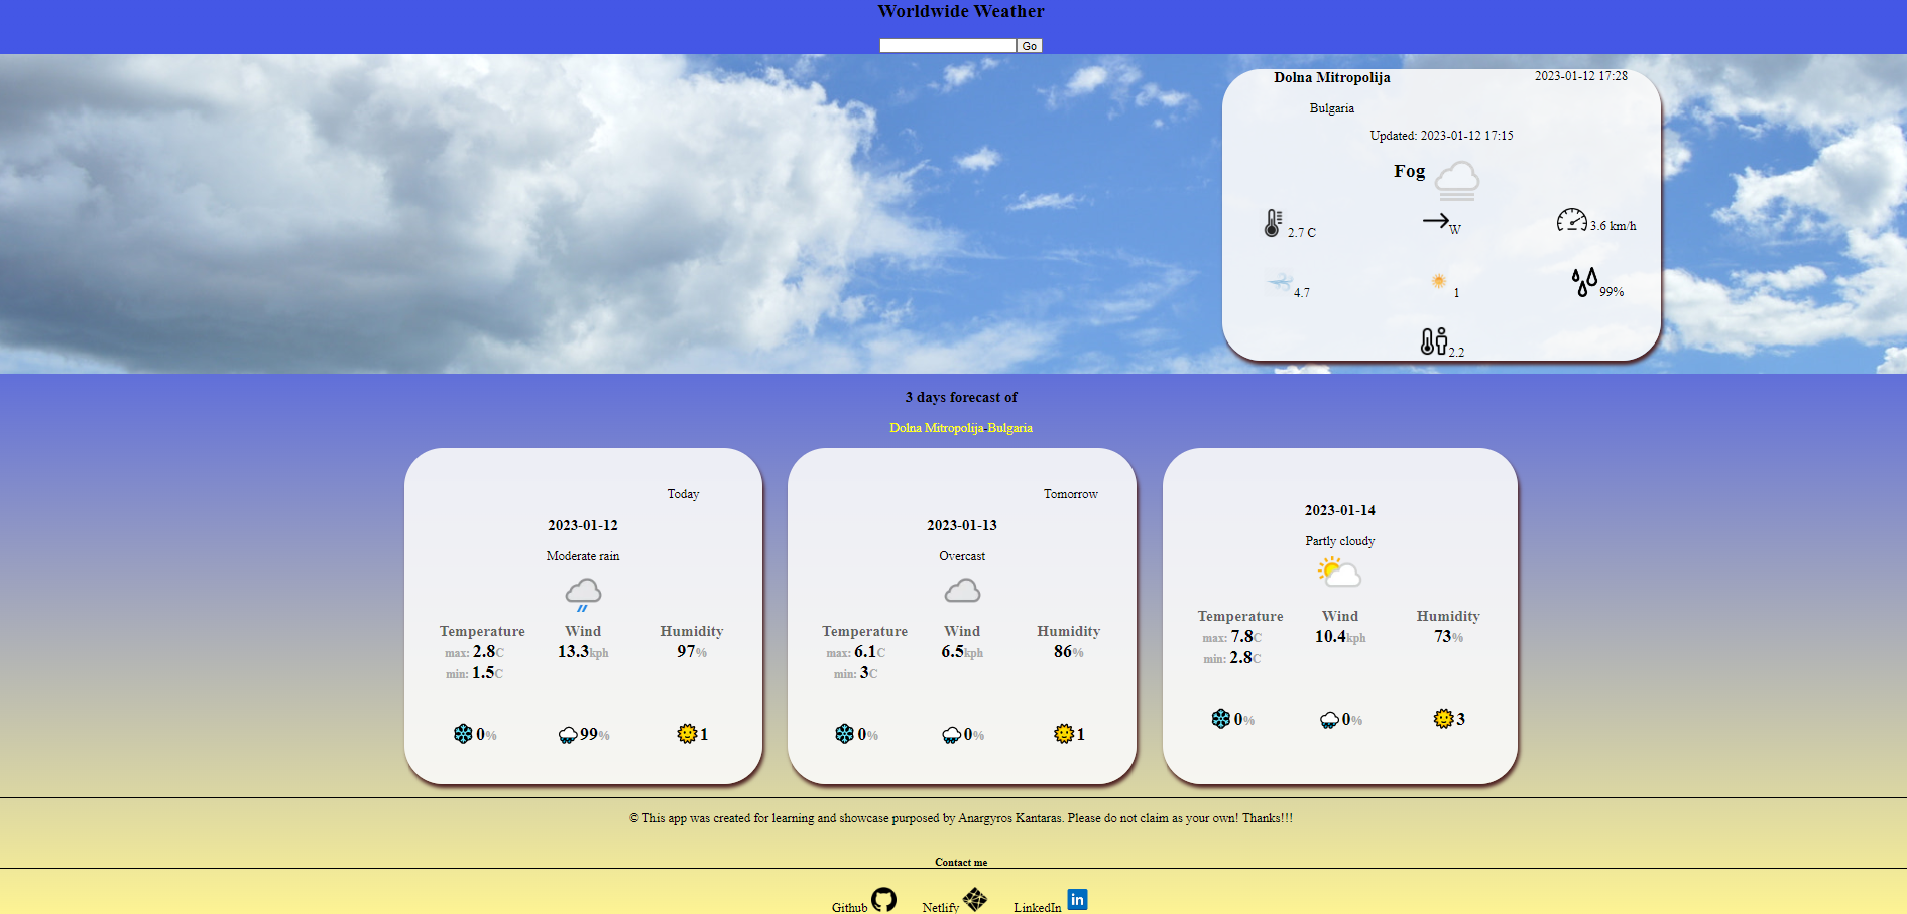 Worldwide Weather
Go
Dolna Mitropolija 2023-01-12 17:28
Bulgaria
Updated: 2023-01-12 17:15
Fog
2.7 C W 3.6 km/h
4.7 1 99%
2.2
3 days forecast of
Dolna Mitropolija-Bulgaria
Today
2023-01-12
Moderate rain
Temperature Wind Humidity
max: 2.8C 13.3kph 97%
min: 1.5C
0% 99% 1
Tomorrow
2023-01-13
Overcast
Temperature Wind Humidity
max: 6.1C 6.5kph 86%
min: 3C
0% 0% 1
2023-01-14
Partly cloudy
Temperature Wind Humidity
max: 7.8C 10.4kph 73%
min: 2.8C
0% 0% 3
© This app was created for learning and showcase purposed by Anargyros Kantaras. Please do not claim as your own! Thanks!!!
Contact me
Github Netlify LinkedIn in